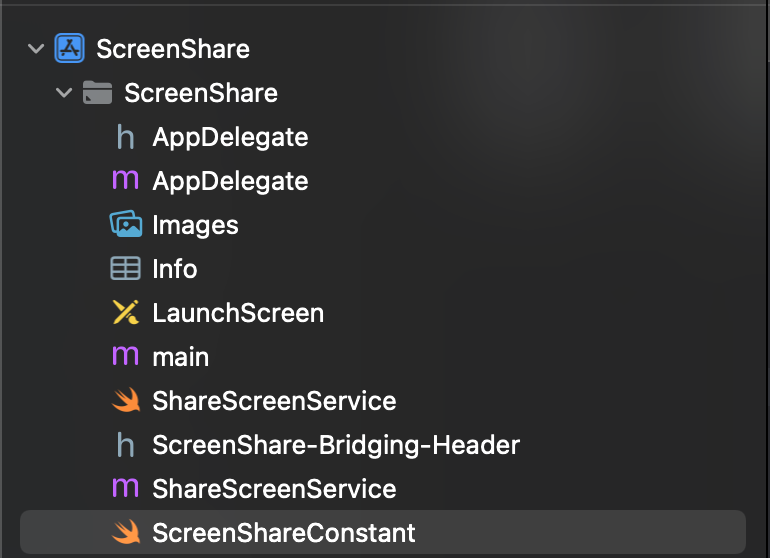 ScreenShare
ScreenShare
h AppDelegate
m AppDelegate
Images
Info
LaunchScreen
m main
ShareScreenService
h ScreenShare-Bridging-Header
m ShareScreenService
ScreenShareConstant